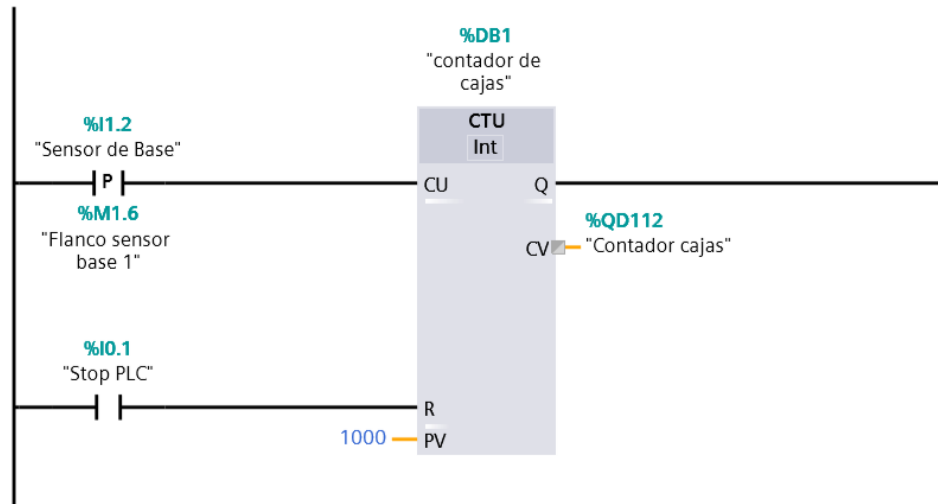 %DB1
"contador de
cajas"
%I1.2
"Sensor de Base"
P
%M1.6
"Flanco sensor
base 1"
CTU
Int
CU
Q
%QD112
CV
"Contador cajas"
%I0.1
"Stop PLC"
R
1000
PV